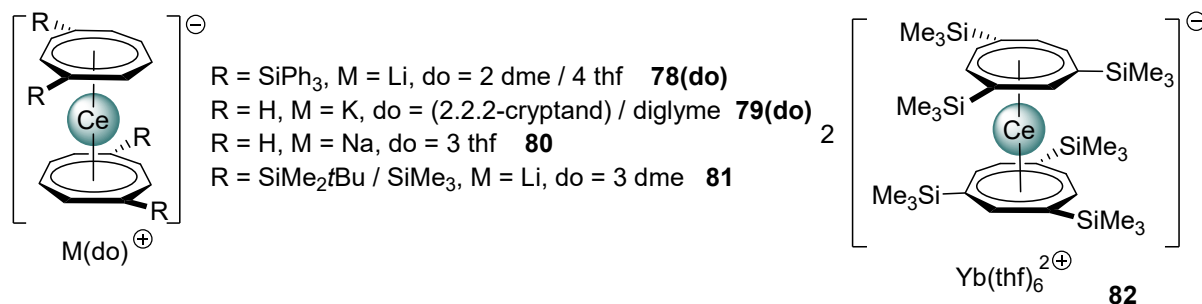 R
⊖
R
Ce
R
R
M(do)⊕
R = SiPh3, M = Li, do = 2 dme / 4 thf 78(do)
R = H, M = K, do = (2.2.2-cryptand) / diglyme 79(do)
R = H, M = Na, do = 3 thf 80
R = SiMe2tBu / SiMe3, M = Li, do = 3 dme 81
2
⊖
Me3Si
SiMe3
Me3Si
Ce
SiMe3
Me3Si
SiMe3
Yb(thf)6 2⊕
82